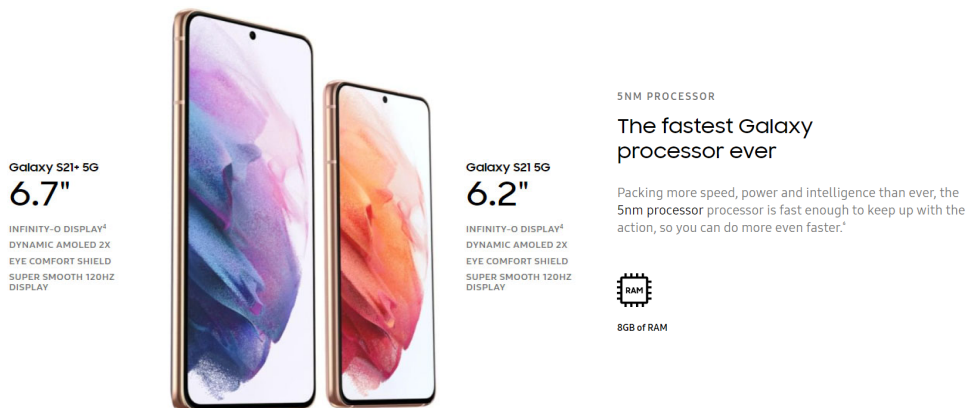 Galaxy S21+ 5G
6.7"
INFINITY-O DISPLAY⁴
DYNAMIC AMOLED 2X
EYE COMFORT SHIELD
SUPER SMOOTH 120HZ
DISPLAY
Galaxy S21 5G
6.2"
INFINITY-O DISPLAY⁴
DYNAMIC AMOLED 2X
EYE COMFORT SHIELD
SUPER SMOOTH 120HZ
DISPLAY
5NM PROCESSOR
The fastest Galaxy
processor ever
Packing more speed, power and intelligence than ever, the
5nm processor processor is fast enough to keep up with the
action, so you can do more even faster.*
RAM
8GB of RAM